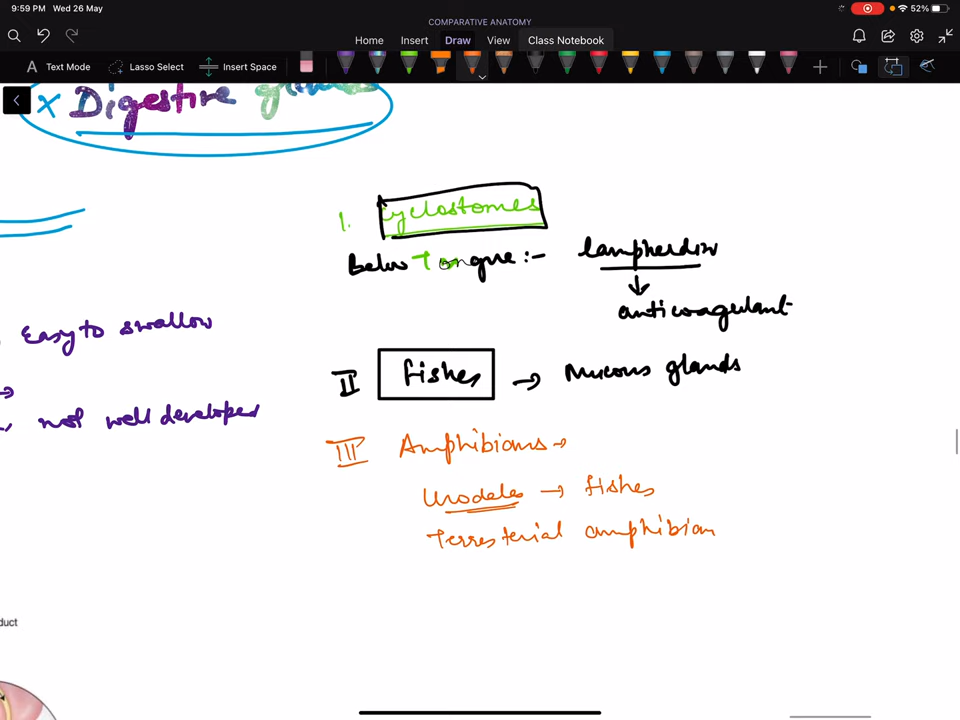 9:59 PM Wed 26 May
52%
COMPARATIVE ANATOMY
Home Insert Draw View Class Notebook
A Text Mode Lasso Select Insert Space
x Digestive glands
1. Cyclostomes
Below Tongue :- lampherdin
↓
anticoagulant
Easy to swallow
II Fishes → Mucous glands
→
not well developed
III Amphibians →
Urodeles → fishes
Terresterial amphibian
duct